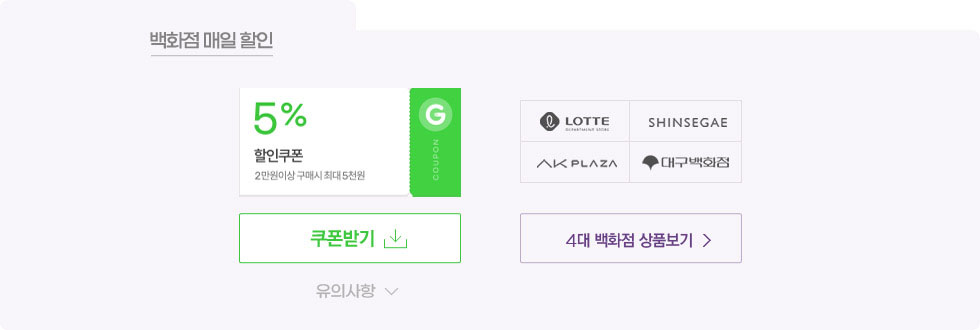 백화점 매일 할인
5%
할인쿠폰
2만원이상 구매시 최대 5천원
G
COUPON
쿠폰받기
유의사항
LOTTE
DEPARTMENT STORE
SHINSEGAE
AK PLAZA
대구백화점
4대 백화점 상품보기